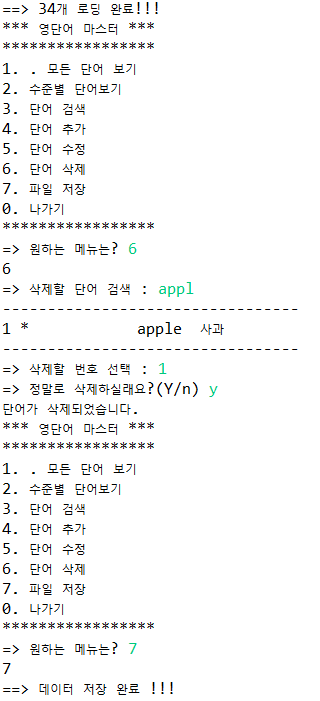 ==> 34개 로딩 완료!!!
*** 영단어 마스터 ***
*****************
1. . 모든 단어 보기
2. 수준별 단어보기
3. 단어 검색
4. 단어 추가
5. 단어 수정
6. 단어 삭제
7. 파일 저장
0. 나가기
*****************
=> 원하는 메뉴는? 6
6
=> 삭제할 단어 검색 : appl
---------------------------------
1 *            apple  사과
---------------------------------
=> 삭제할 번호 선택 : 1
=> 정말로 삭제하실래요?(Y/n) y
단어가 삭제되었습니다.
*** 영단어 마스터 ***
*****************
1. . 모든 단어 보기
2. 수준별 단어보기
3. 단어 검색
4. 단어 추가
5. 단어 수정
6. 단어 삭제
7. 파일 저장
0. 나가기
*****************
=> 원하는 메뉴는? 7
7
==> 데이터 저장 완료 !!!